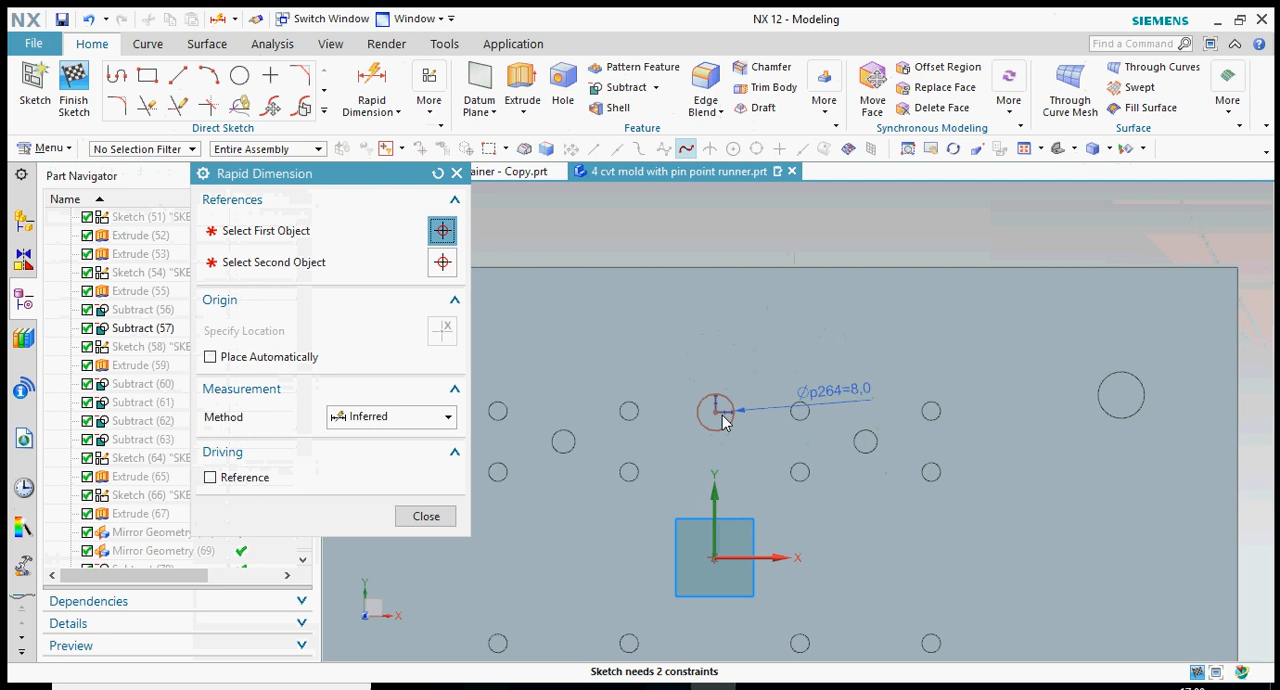 NX
Switch Window
Window
NX 12 - Modeling
SIEMENS
File
Home
Curve
Surface
Analysis
View
Render
Tools
Application
Find a Command
Sketch
Finish Sketch
Rapid Dimension
More
Direct Sketch
Datum Plane
Extrude
Hole
Pattern Feature
Subtract
Shell
Edge Blend
Chamfer
Trim Body
Draft
More
Feature
Move Face
Offset Region
Replace Face
Delete Face
More
Synchronous Modeling
Through Curve Mesh
Through Curves
Swept
Fill Surface
More
Surface
Menu
No Selection Filter
Entire Assembly
Part Navigator
Name
Sketch (51) "SKE
Extrude (52)
Extrude (53)
Sketch (54) "SKE
Extrude (55)
Subtract (56)
Subtract (57)
Sketch (58) "SKE
Extrude (59)
Subtract (60)
Subtract (61)
Subtract (62)
Subtract (63)
Sketch (64) "SKE
Extrude (65)
Sketch (66) "SKE
Extrude (67)
Mirror Geometry
Mirror Geometry (69)
Dependencies
Details
Preview
Rapid Dimension
References
Select First Object
Select Second Object
Origin
Specify Location
Place Automatically
Measurement
Method
Inferred
Driving
Reference
Close
ainer - Copy.prt
4 cvt mold with pin point runner.prt
Øp264=8,0
Y
X
Y
X
Sketch needs 2 constraints